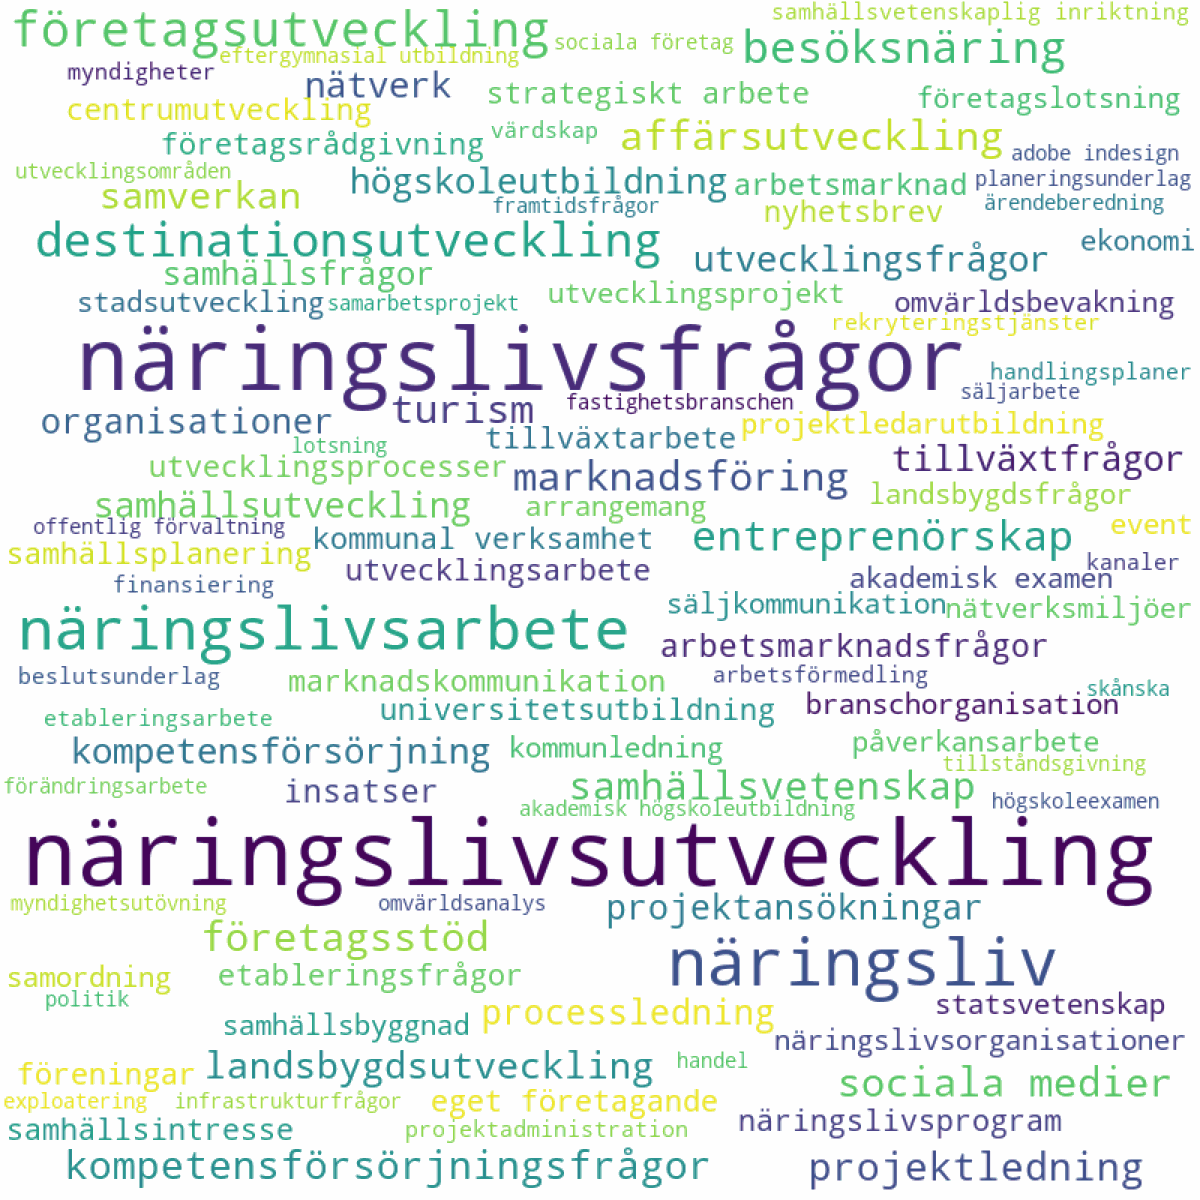 företagsutveckling
samhällsvetenskaplig inriktning
sociala företag
besöksnäring
eftergymnasial utbildning
myndigheter
nätverk
strategiskt arbete
företagslotsning
centrumutveckling
värdskap
affärsutveckling
företagsrådgivning
adobe indesign
utvecklingsområden
högskoleutbildning
arbetsmarknad
planeringsunderlag
samverkan
framtidsfrågor
nyhetsbrev
ärendeberedning
destinationsutveckling
ekonomi
utvecklingsfrågor
samhällsfrågor
stadsutveckling
samarbetsprojekt
utvecklingsprojekt
omvärldsbevakning
rekryteringstjänster
näringslivsfrågor
handlingsplaner
säljarbete
organisationer
turism
fastighetsbranschen
projektledarutbildning
lotsning
tillväxtarbete
tillväxtfrågor
utvecklingsprocesser
marknadsföring
samhällsutveckling
arrangemang
landsbygdsfrågor
offentlig förvaltning
kommunal verksamhet
entreprenörskap
event
samhällsplanering
utvecklingsarbete
kanaler
finansiering
akademisk examen
säljkommunikation
nätverksmiljöer
näringslivsarbete
arbetsmarknadsfrågor
beslutsunderlag
marknadskommunikation
arbetsförmedling
skånska
etableringsarbete
universitetsutbildning
branschorganisation
kompetensförsörjning
kommunledning
påverkansarbete
tillståndsgivning
förändringsarbete
insatser
samhällsvetenskap
akademisk högskoleutbildning
högskoleexamen
näringslivsutveckling
myndighetsutövning
omvärldsanalys
projektansökningar
företagsstöd
näringsliv
samordning
etableringsfrågor
politik
processledning
statsvetenskap
samhällsbyggnad
näringslivsorganisationer
föreningar
landsbygdsutveckling
handel
sociala medier
exploatering
infrastrukturfrågor
eget företagande
näringslivsprogram
samhällsintresse
projektadministration
kompetensförsörjningsfrågor
projektledning